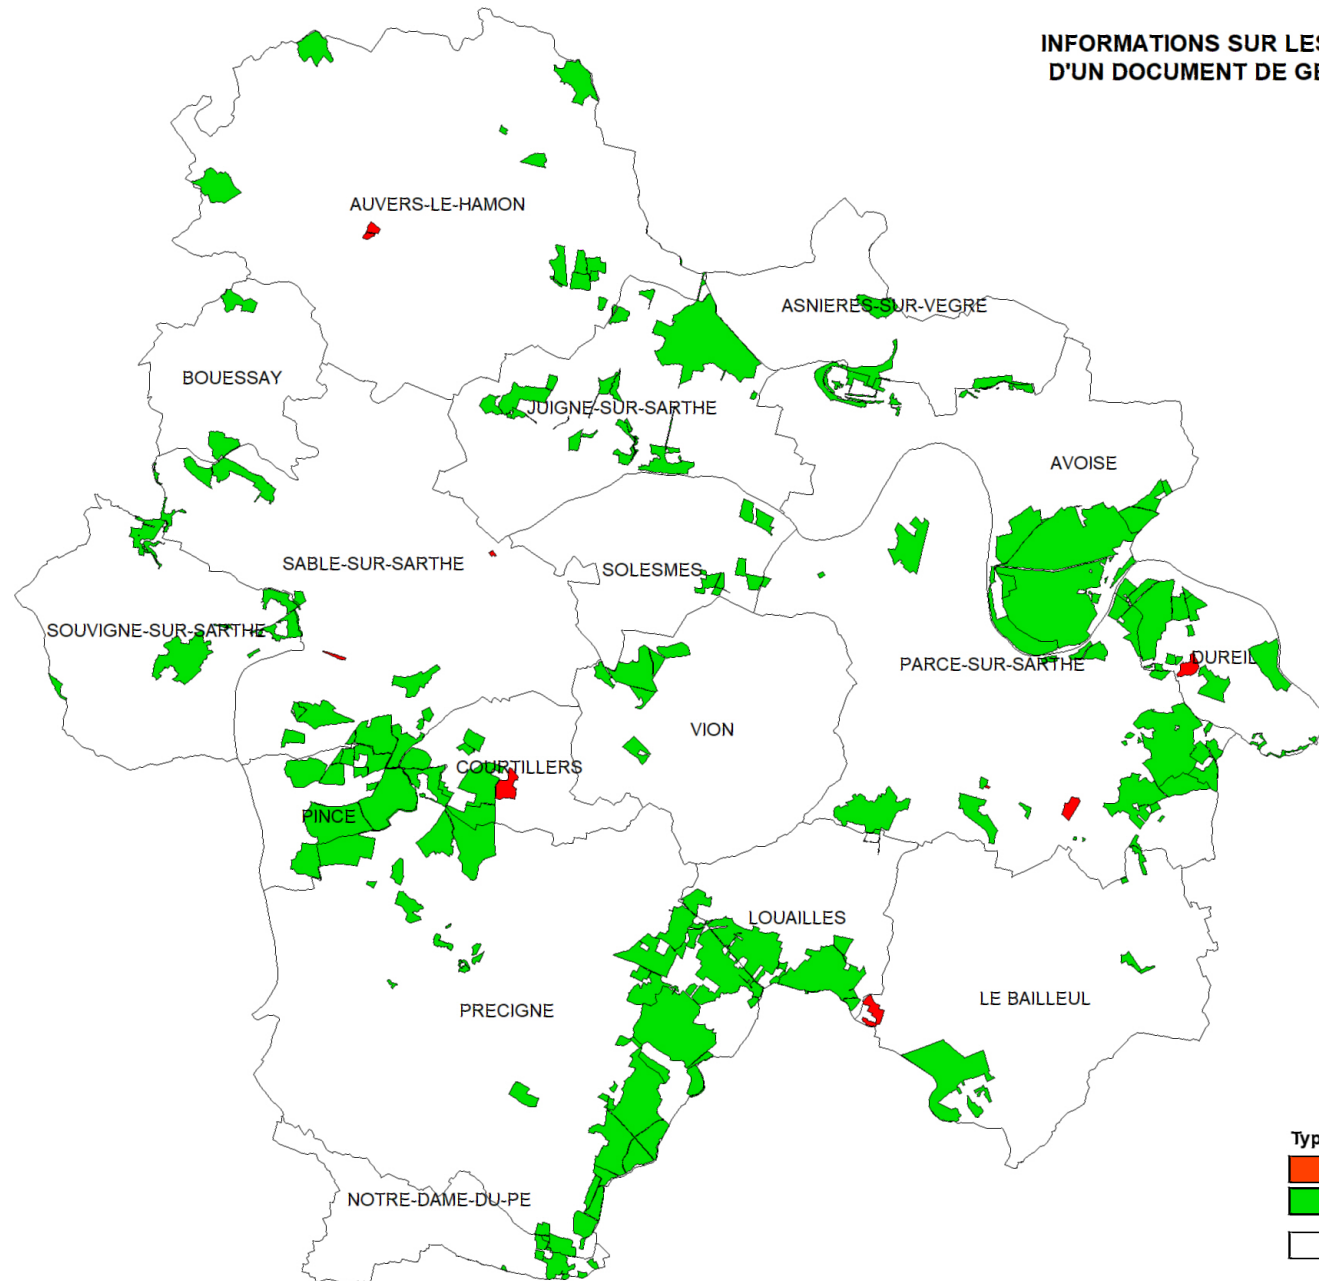 INFORMATIONS SUR LES
D'UN DOCUMENT DE GE
AUVERS-LE-HAMON
ASNIERES-SUR-VEGRE
BOUESSAY
JUIGNE-SUR-SARTHE
AVOISE
SABLE-SUR-SARTHE
SOLESMES
SOUVIGNE-SUR-SARTHE
PARCE-SUR-SARTHE
DUREIL
VION
COURTILLERS
PINCE
LOUAILLES
LE BAILLEUL
PRECIGNE
Typ
NOTRE-DAME-DU-PE